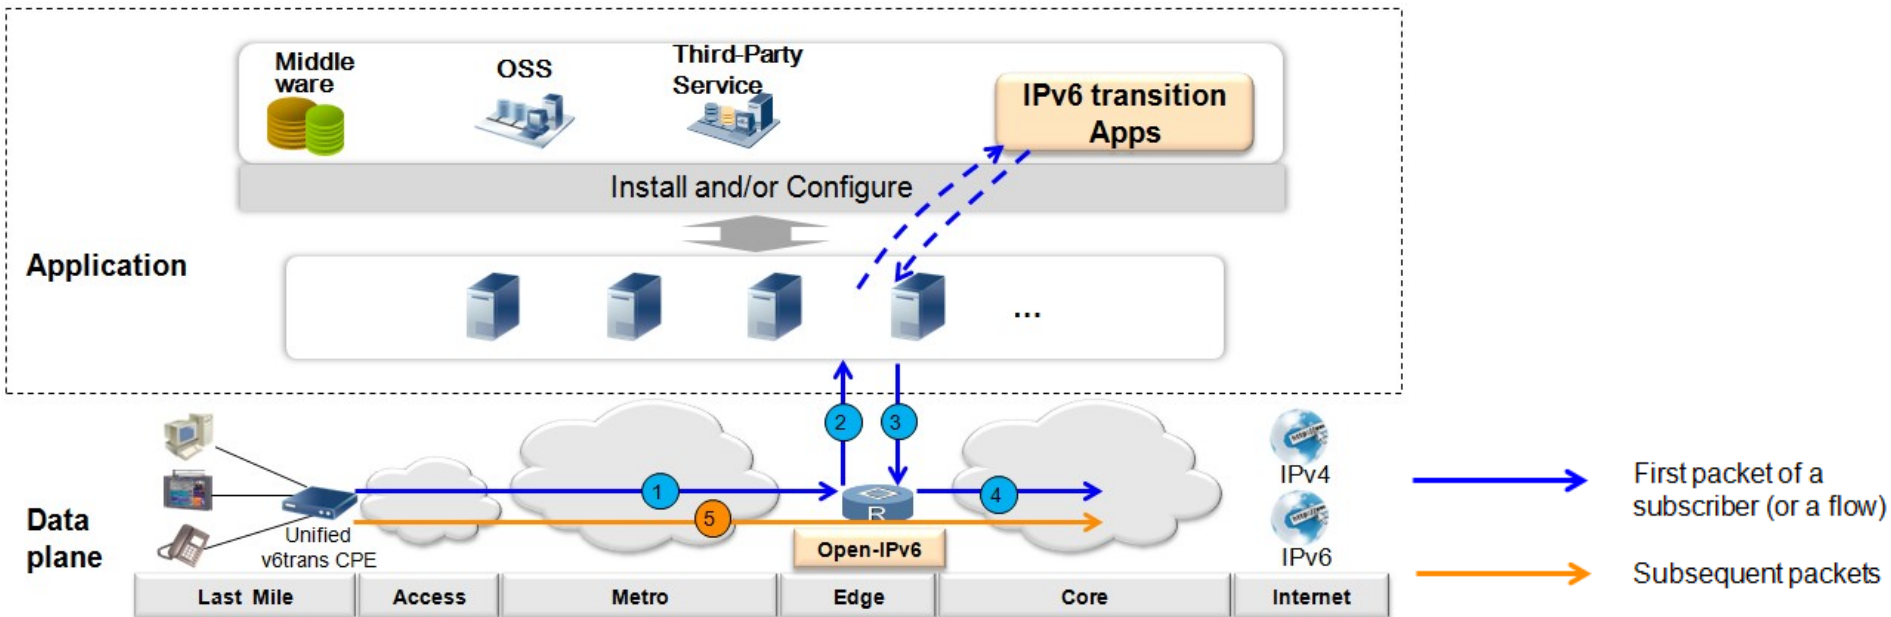 Middle
ware
OSS
Third-Party
Service
IPv6 transition
Apps
Install and/or Configure
Application
...
2
3
1
4
5
R
Data
plane
Unified
v6trans CPE
Open-IPv6
IPv4
IPv6
First packet of a
subscriber (or a flow)
Subsequent packets
Last Mile
Access
Metro
Edge
Core
Internet